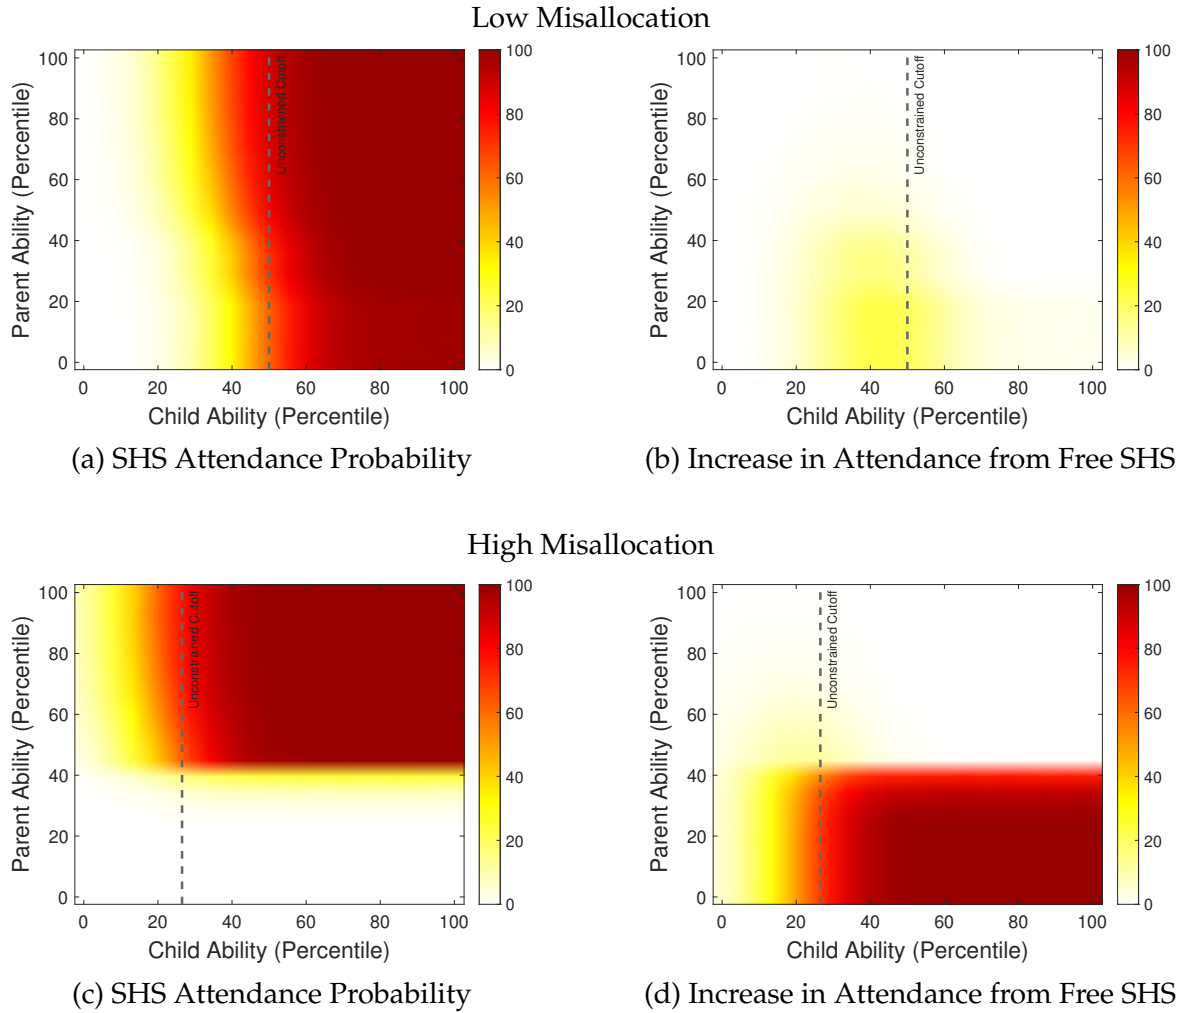 Low Misallocation
100
80
60
40
20
0
Parent Ability (Percentile)
0 20 40 60 80 100
Child Ability (Percentile)
Unconstrained Cutoff
100
80
60
40
20
0
(a) SHS Attendance Probability
100
80
60
40
20
0
Parent Ability (Percentile)
0 20 40 60 80 100
Child Ability (Percentile)
Unconstrained Cutoff
100
80
60
40
20
0
(b) Increase in Attendance from Free SHS
High Misallocation
100
80
60
40
20
0
Parent Ability (Percentile)
0 20 40 60 80 100
Child Ability (Percentile)
Unconstrained Cutoff
100
80
60
40
20
0
(c) SHS Attendance Probability
100
80
60
40
20
0
Parent Ability (Percentile)
0 20 40 60 80 100
Child Ability (Percentile)
Unconstrained Cutoff
100
80
60
40
20
0
(d) Increase in Attendance from Free SHS